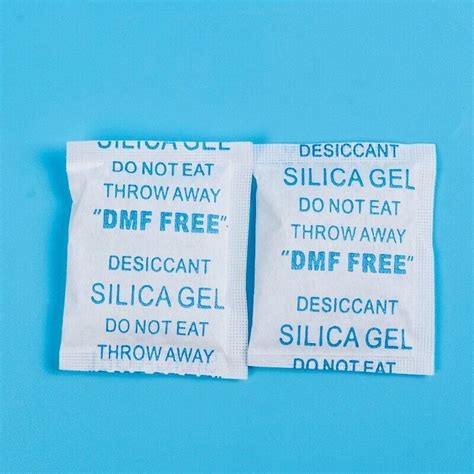 SILICA GEL
DO NOT EAT
THROW AWAY
"DMF FREE"
DESICCANT
SILICA GEL
DO NOT EAT
THROW AWAY
DESICCANT
SILICA GEL
DO NOT EAT
THROW AWAY
"DMF FREE"
DESICCANT
SILICA GEL
DO NOT EAT